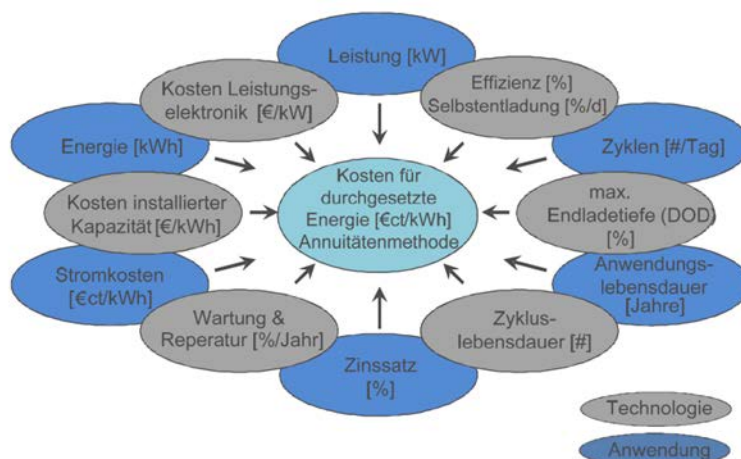 Leistung [kW]
Kosten Leistungs-
elektronik [€/kW]
Effizienz [%]
Selbstentladung [%/d]
Energie [kWh]
Zyklen [#/Tag]
Kosten für
durchgesetzte
Energie [€ct/kWh]
Annuitätenmethode
Kosten installierter
Kapazität [€/kWh]
max.
Endladetiefe (DOD)
[%]
Stromkosten
[€ct/kWh]
Anwendungs-
lebensdauer
[Jahre]
Wartung &
Reperatur [%/Jahr]
Zyklus-
lebensdauer [#]
Zinssatz
[%]
Technologie
Anwendung